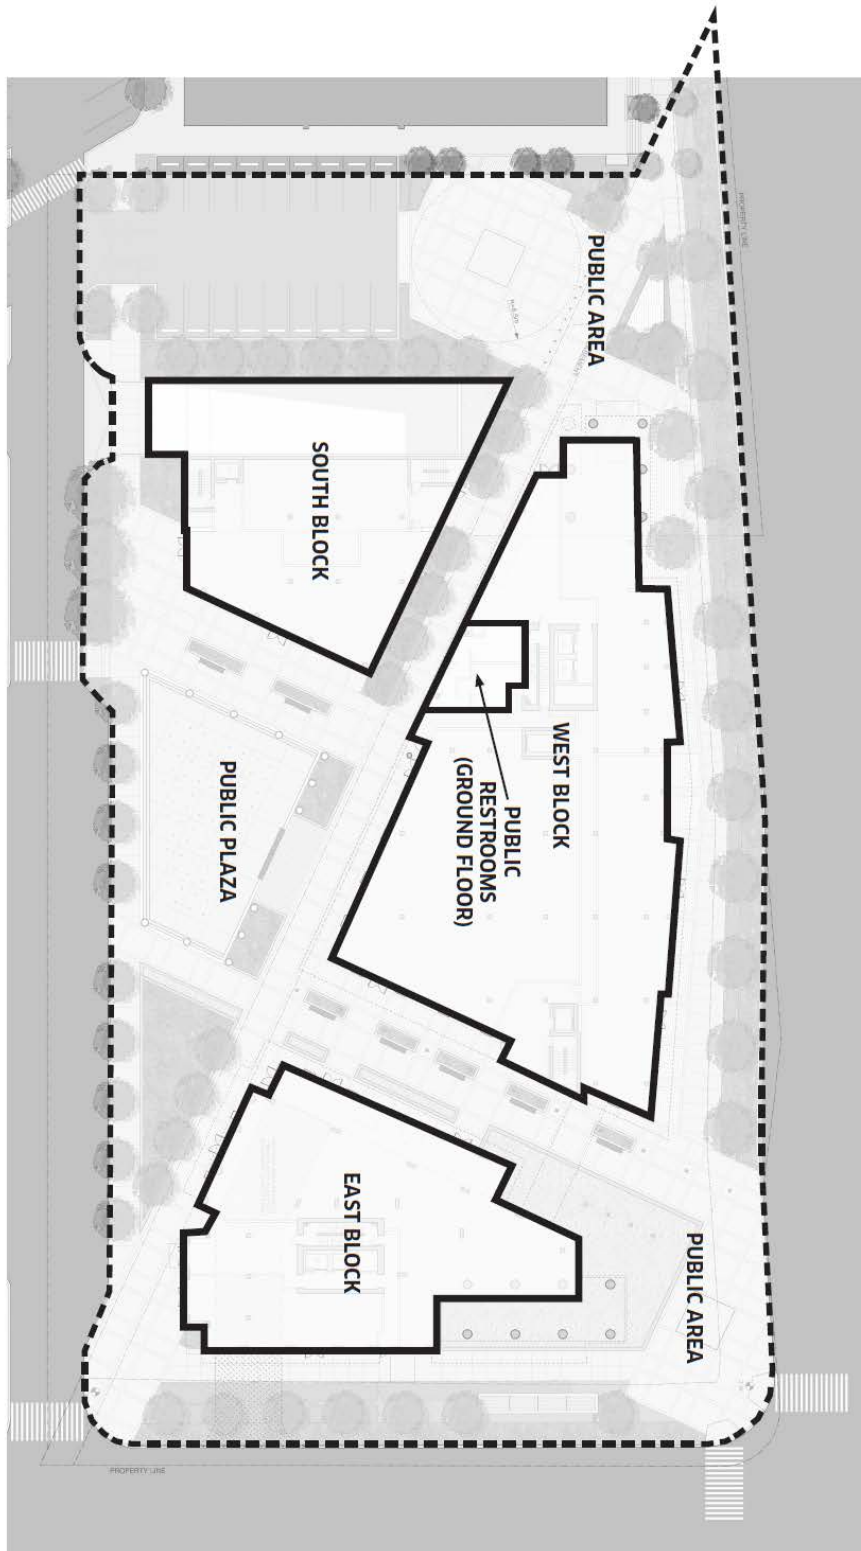 PUBLIC AREA
PROPERTY LINE
SOUTH BLOCK
WEST BLOCK
PUBLIC
RESTROOMS
(GROUND FLOOR)
PUBLIC PLAZA
EAST BLOCK
PUBLIC AREA
PROPERTY LINE